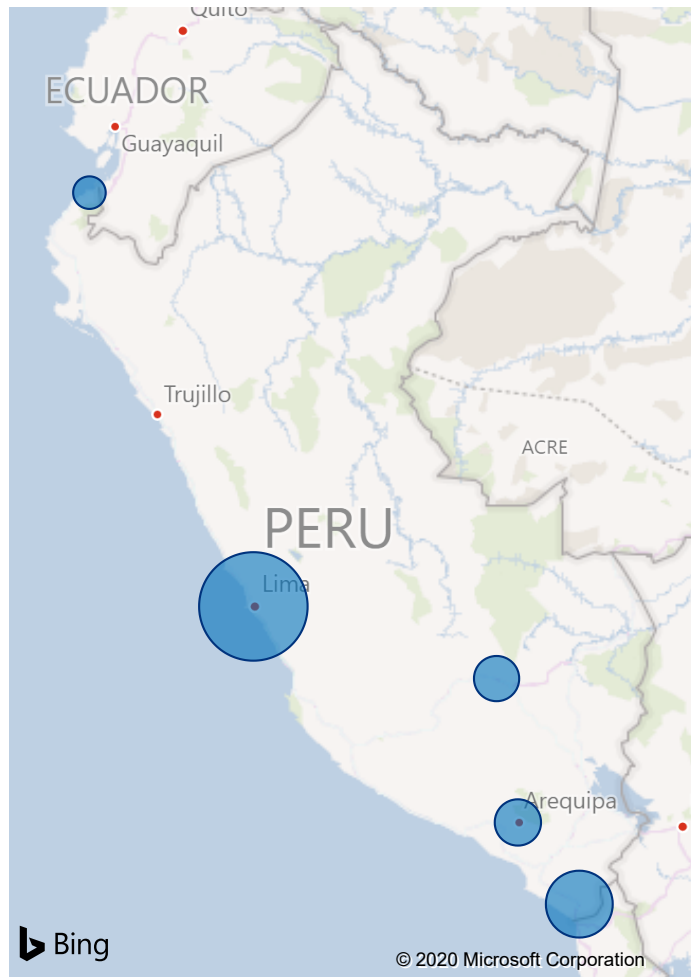 Quito
ECUADOR
Guayaquil
Trujillo
ACRE
PERU
Lima
Arequipa
Bing
© 2020 Microsoft Corporation